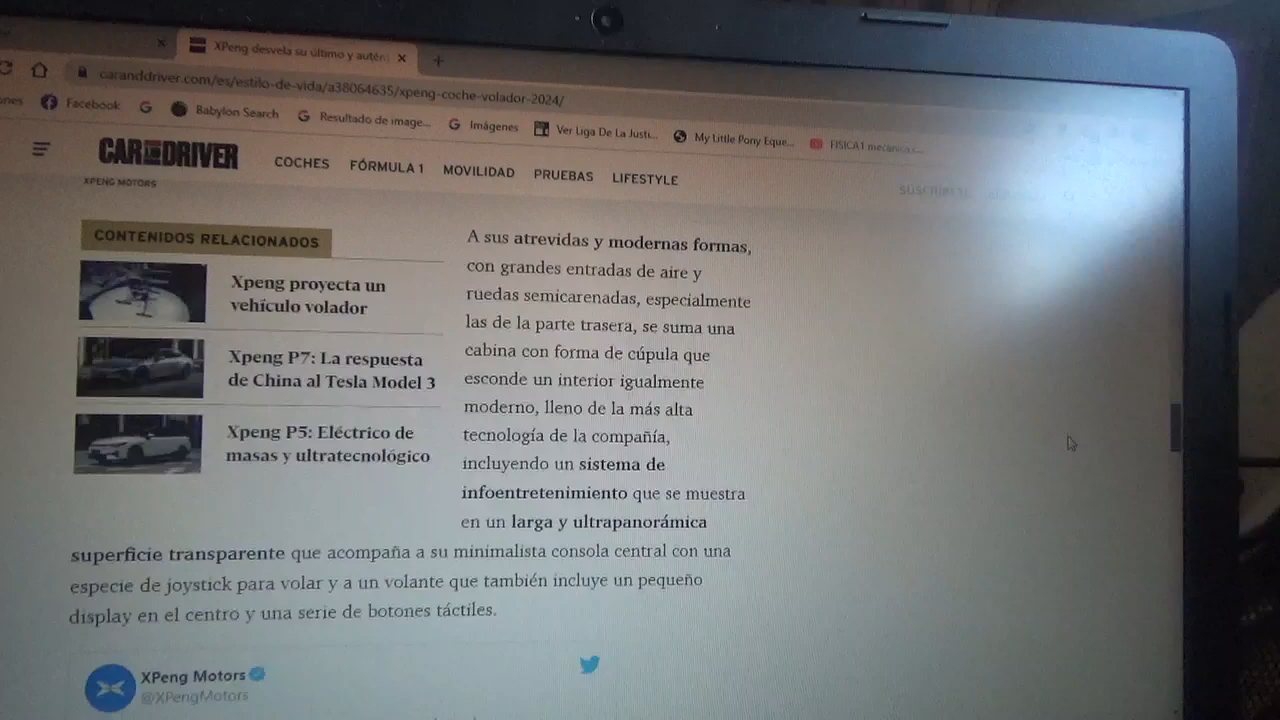 XPeng desvela su último y autén
caranddriver.com/es/estilo-de-vida/a38064635/xpeng-coche-volador-2024/
Facebook
Babylon Search
Resultado de image...
Imágenes
Ver Liga De La Justi...
My Little Pony Eque...
FISICA1 mecanica c...
CAR AND DRIVER
COCHES
FÓRMULA 1
MOVILIDAD
PRUEBAS
LIFESTYLE
XPENG MOTORS
CONTENIDOS RELACIONADOS
Xpeng proyecta un
vehículo volador
Xpeng P7: La respuesta
de China al Tesla Model 3
Xpeng P5: Eléctrico de
masas y ultratecnológico
A sus atrevidas y modernas formas,
con grandes entradas de aire y
ruedas semicarenadas, especialmente
las de la parte trasera, se suma una
cabina con forma de cúpula que
esconde un interior igualmente
moderno, lleno de la más alta
tecnología de la compañía,
incluyendo un sistema de
infoentretenimiento que se muestra
en un larga y ultrapanorámica
superficie transparente que acompaña a su minimalista consola central con una
especie de joystick para volar y a un volante que también incluye un pequeño
display en el centro y una serie de botones táctiles.
XPeng Motors
@XPengMotors